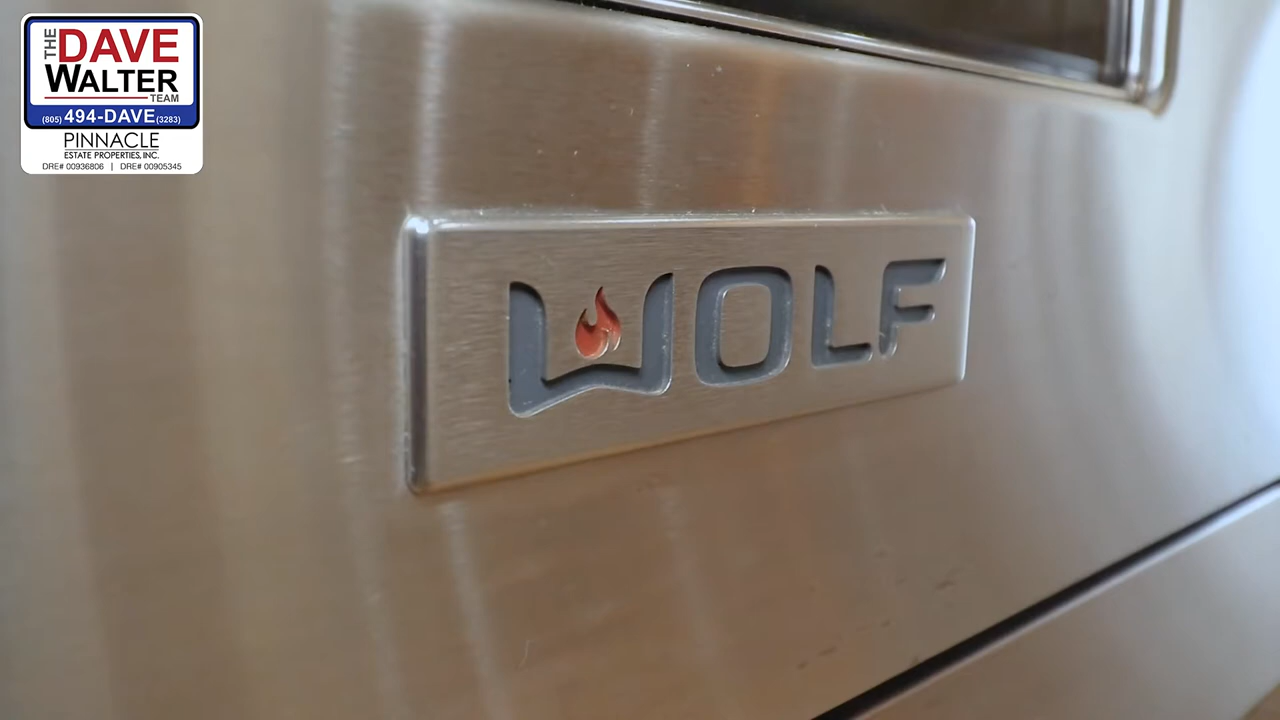 THE DAVE
WALTER
TEAM
(805) 494-DAVE (3283)
PINNACLE
ESTATE PROPERTIES, INC.
DRE# 00936806 | DRE# 00905345
WOLF